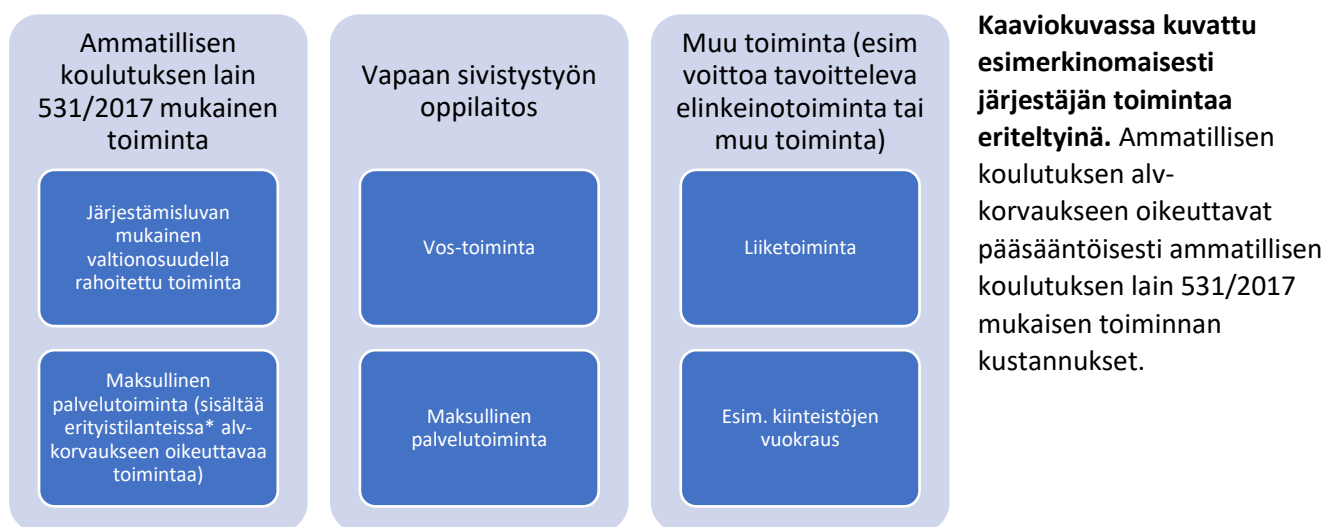 Ammatillisen
koulutuksen lain
531/2017 mukainen
toiminta
Järjestämisluvan
mukainen
valtionosuudella
rahoitettu toiminta
Maksullinen
palvelutoiminta (sisältää
erityistilanteissa* alv-
korvaukseen oikeuttavaa
toimintaa)
Vapaan sivistystyön
oppilaitos
Vos-toiminta
Maksullinen
palvelutoiminta
Muu toiminta (esim
voittoa tavoitteleva
elinkeinotoiminta tai
muu toiminta)
Liiketoiminta
Esim. kiinteistöjen
vuokraus
Kaaviokuvassa kuvattu
esimerkinomaisesti
järjestäjän toimintaa
eriteltyinä. Ammatillisen
koulutuksen alv-
korvaukseen oikeuttavat
pääsääntöisesti ammatillisen
koulutuksen lain 531/2017
mukaisen toiminnan
kustannukset.